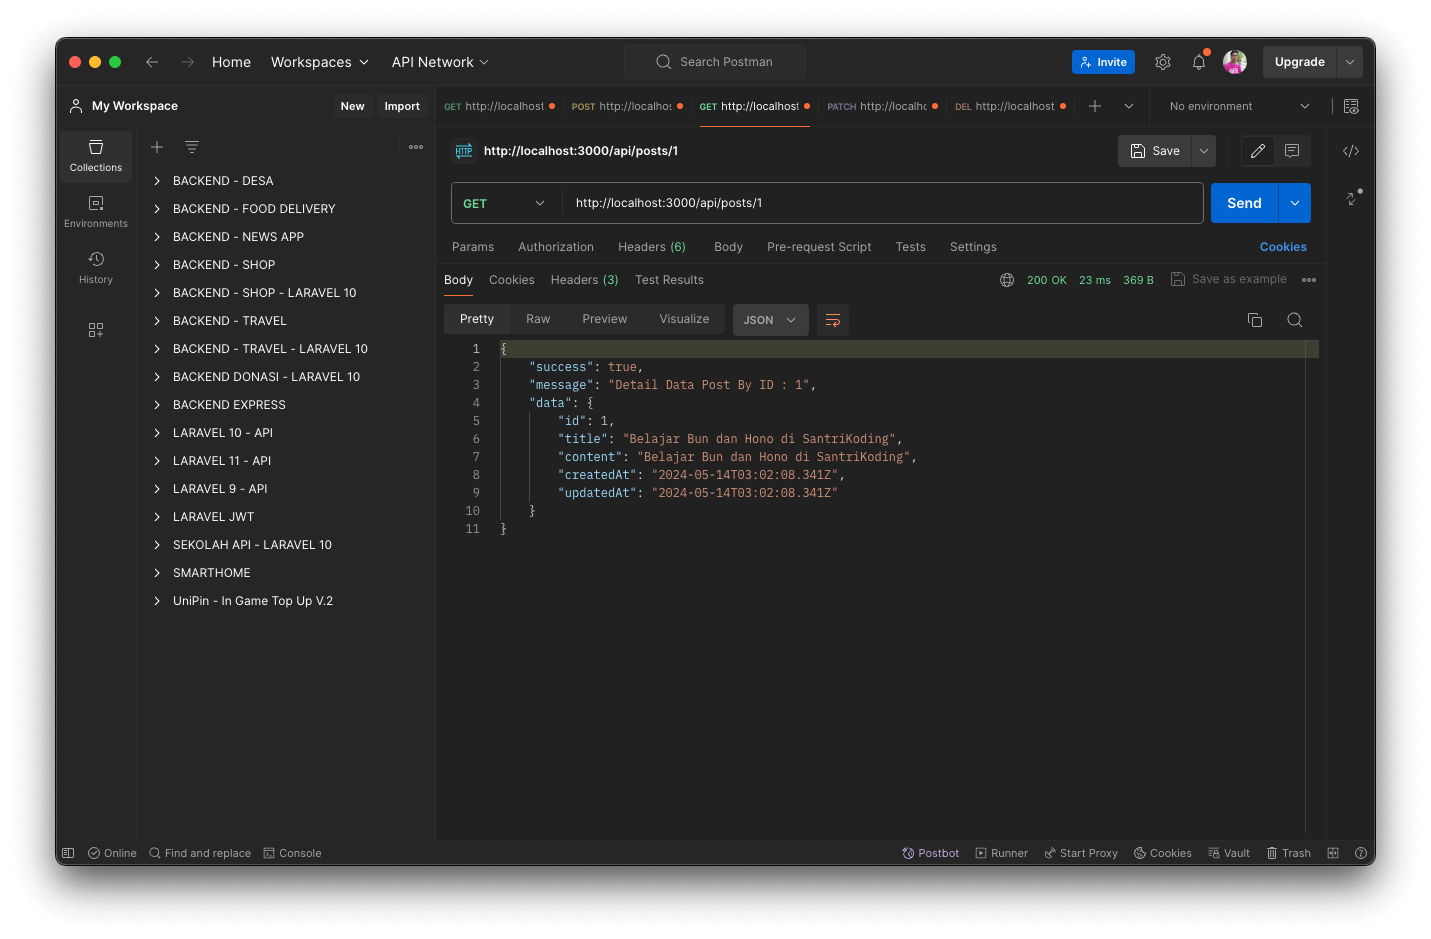 Home Workspaces API Network Search Postman Invite Upgrade
My Workspace New Import GET http://localhost POST http://localhos GET http://localhost PATCH http://localhc DEL http://localhost No environment
Collections
Environments
History
BACKEND - DESA
BACKEND - FOOD DELIVERY
BACKEND - NEWS APP
BACKEND - SHOP
BACKEND - SHOP - LARAVEL 10
BACKEND - TRAVEL
BACKEND - TRAVEL - LARAVEL 10
BACKEND DONASI - LARAVEL 10
BACKEND EXPRESS
LARAVEL 10 - API
LARAVEL 11 - API
LARAVEL 9 - API
LARAVEL JWT
SEKOLAH API - LARAVEL 10
SMARTHOME
UniPin - In Game Top Up V.2
HTTP http://localhost:3000/api/posts/1 Save </>
GET http://localhost:3000/api/posts/1 Send
Params Authorization Headers (6) Body Pre-request Script Tests Settings Cookies
Body Cookies Headers (3) Test Results 200 OK 23 ms 369 B Save as example
Pretty Raw Preview Visualize JSON
1 {
2 "success": true,
3 "message": "Detail Data Post By ID : 1",
4 "data": {
5 "id": 1,
6 "title": "Belajar Bun dan Hono di SantriKoding",
7 "content": "Belajar Bun dan Hono di SantriKoding",
8 "createdAt": "2024-05-14T03:02:08.341Z",
9 "updatedAt": "2024-05-14T03:02:08.341Z"
10 }
11 }
Online Find and replace Console Postbot Runner Start Proxy Cookies Vault Trash